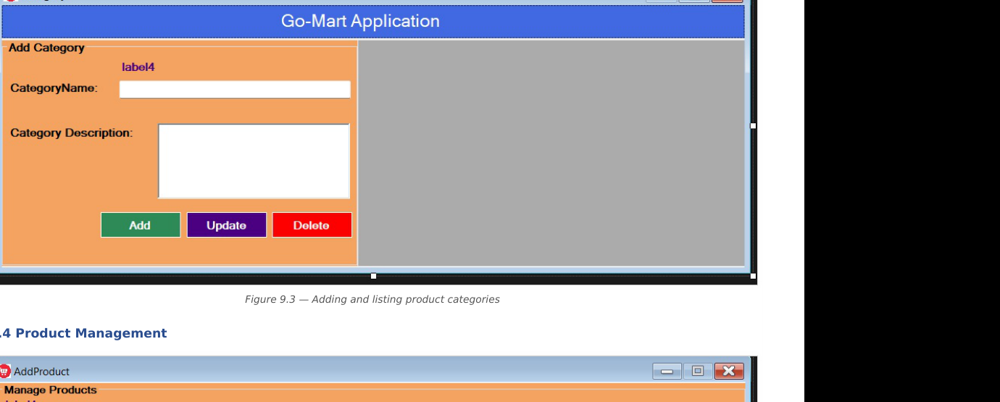 Go-Mart Application
Add Category
label4
CategoryName:
Category Description:
Add Update Delete
Figure 9.3 — Adding and listing product categories
.4 Product Management
AddProduct
Manage Products